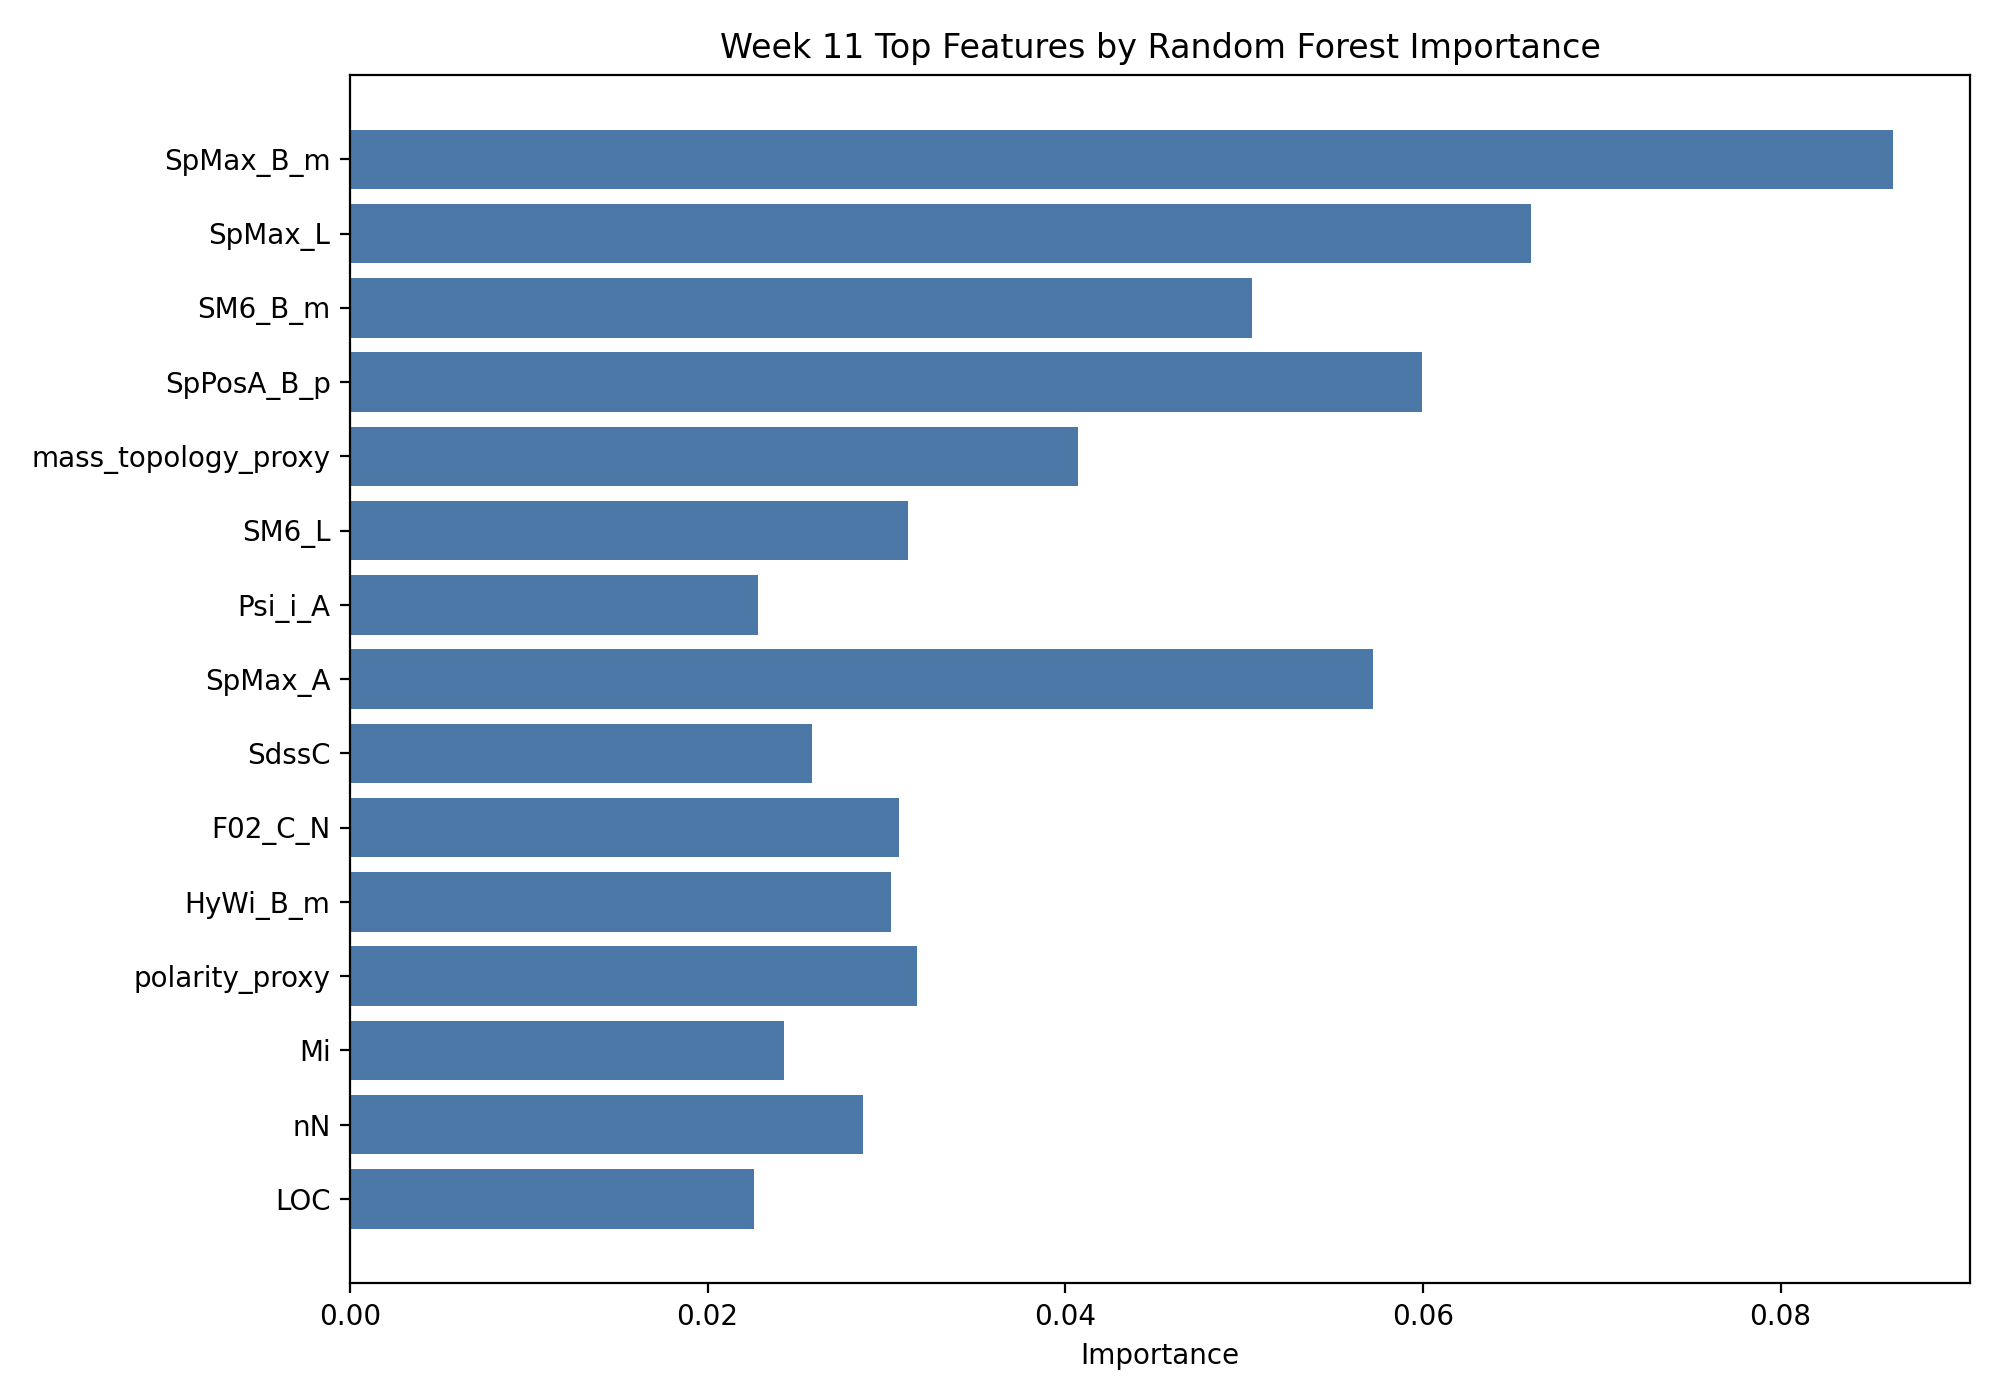 Week 11 Top Features by Random Forest Importance
SpMax_B_m
SpMax_L
SM6_B_m
SpPosA_B_p
mass_topology_proxy
SM6_L
Psi_i_A
SpMax_A
SdssC
F02_C_N
HyWi_B_m
polarity_proxy
Mi
nN
LOC
0.00 0.02 0.04 0.06 0.08
Importance